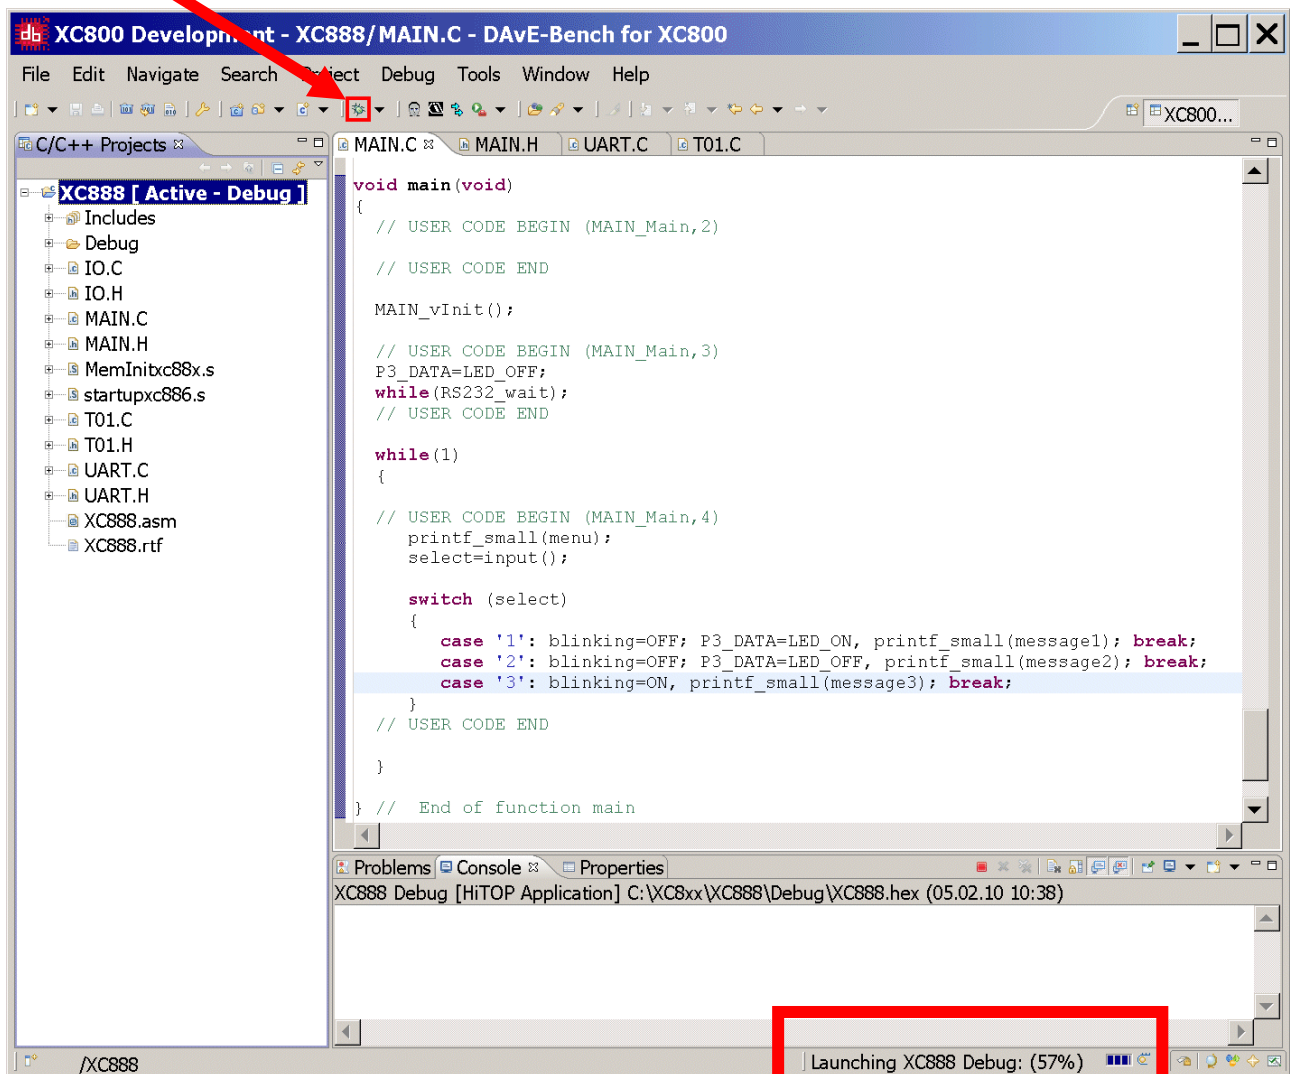 XC800 Development - XC888/MAIN.C - DAvE-Bench for XC800
File Edit Navigate Search Project Debug Tools Window Help
XC800...
C/C++ Projects
MAIN.C MAIN.H UART.C T01.C
XC888 [ Active - Debug ]
Includes
Debug
IO.C
IO.H
MAIN.C
MAIN.H
MemInitxc88x.s
startupxc886.s
T01.C
T01.H
UART.C
UART.H
XC888.asm
XC888.rtf
void main(void)
{
// USER CODE BEGIN (MAIN_Main,2)
// USER CODE END
MAIN_vInit();
// USER CODE BEGIN (MAIN_Main,3)
P3_DATA=LED_OFF;
while(RS232_wait);
// USER CODE END
while(1)
{
// USER CODE BEGIN (MAIN_Main,4)
printf_small(menu);
select=input();
switch (select)
{
case '1': blinking=OFF; P3_DATA=LED_ON, printf_small(message1); break;
case '2': blinking=OFF; P3_DATA=LED_OFF, printf_small(message2); break;
case '3': blinking=ON, printf_small(message3); break;
}
// USER CODE END
}
} // End of function main
Problems Console Properties
XC888 Debug [HiTOP Application] C:\XC8xx\XC888\Debug\XC888.hex (05.02.10 10:38)
/XC888
Launching XC888 Debug: (57%)